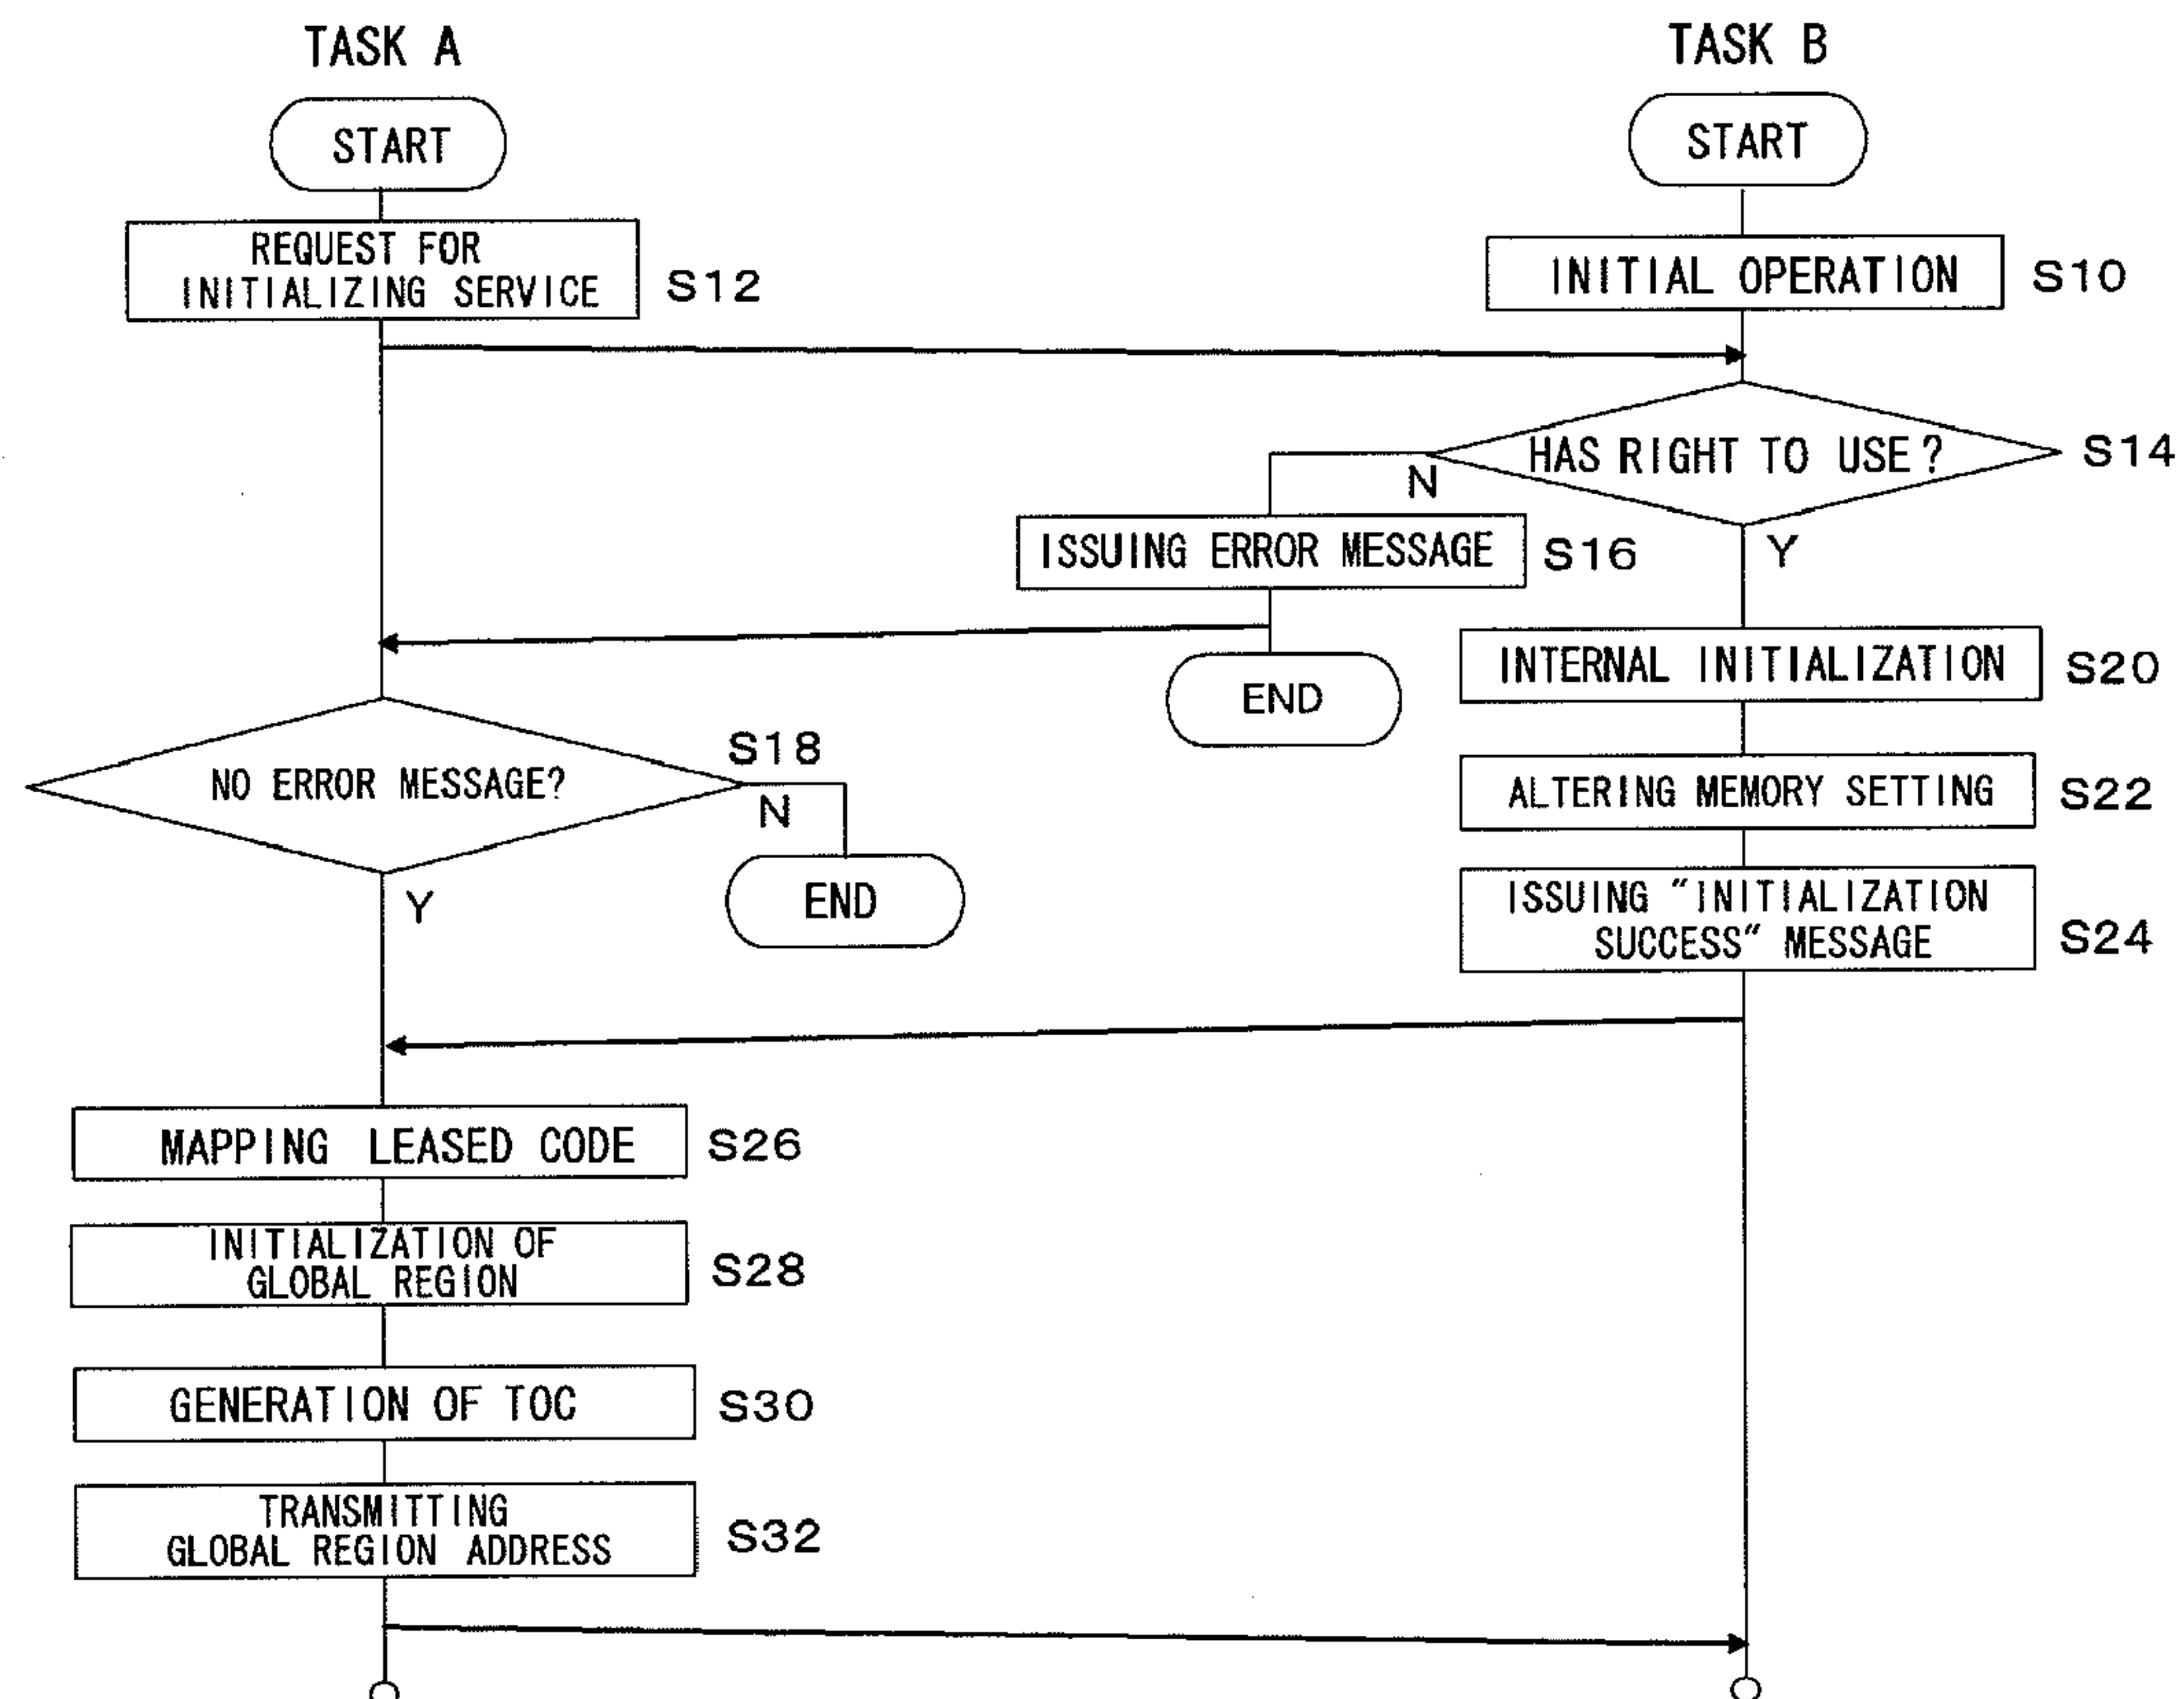 TASK A
TASK B
START
START
REQUEST FOR
INITIALIZING SERVICE
S12
INITIAL OPERATION
S10
HAS RIGHT TO USE?
S14
N
Y
ISSUING ERROR MESSAGE
S16
END
INTERNAL INITIALIZATION
S20
NO ERROR MESSAGE?
S18
N
END
Y
ALTERING MEMORY SETTING
S22
ISSUING "INITIALIZATION
SUCCESS" MESSAGE
S24
MAPPING LEASED CODE
S26
INITIALIZATION OF
GLOBAL REGION
S28
GENERATION OF TOC
S30
TRANSMITTING
GLOBAL REGION ADDRESS
S32